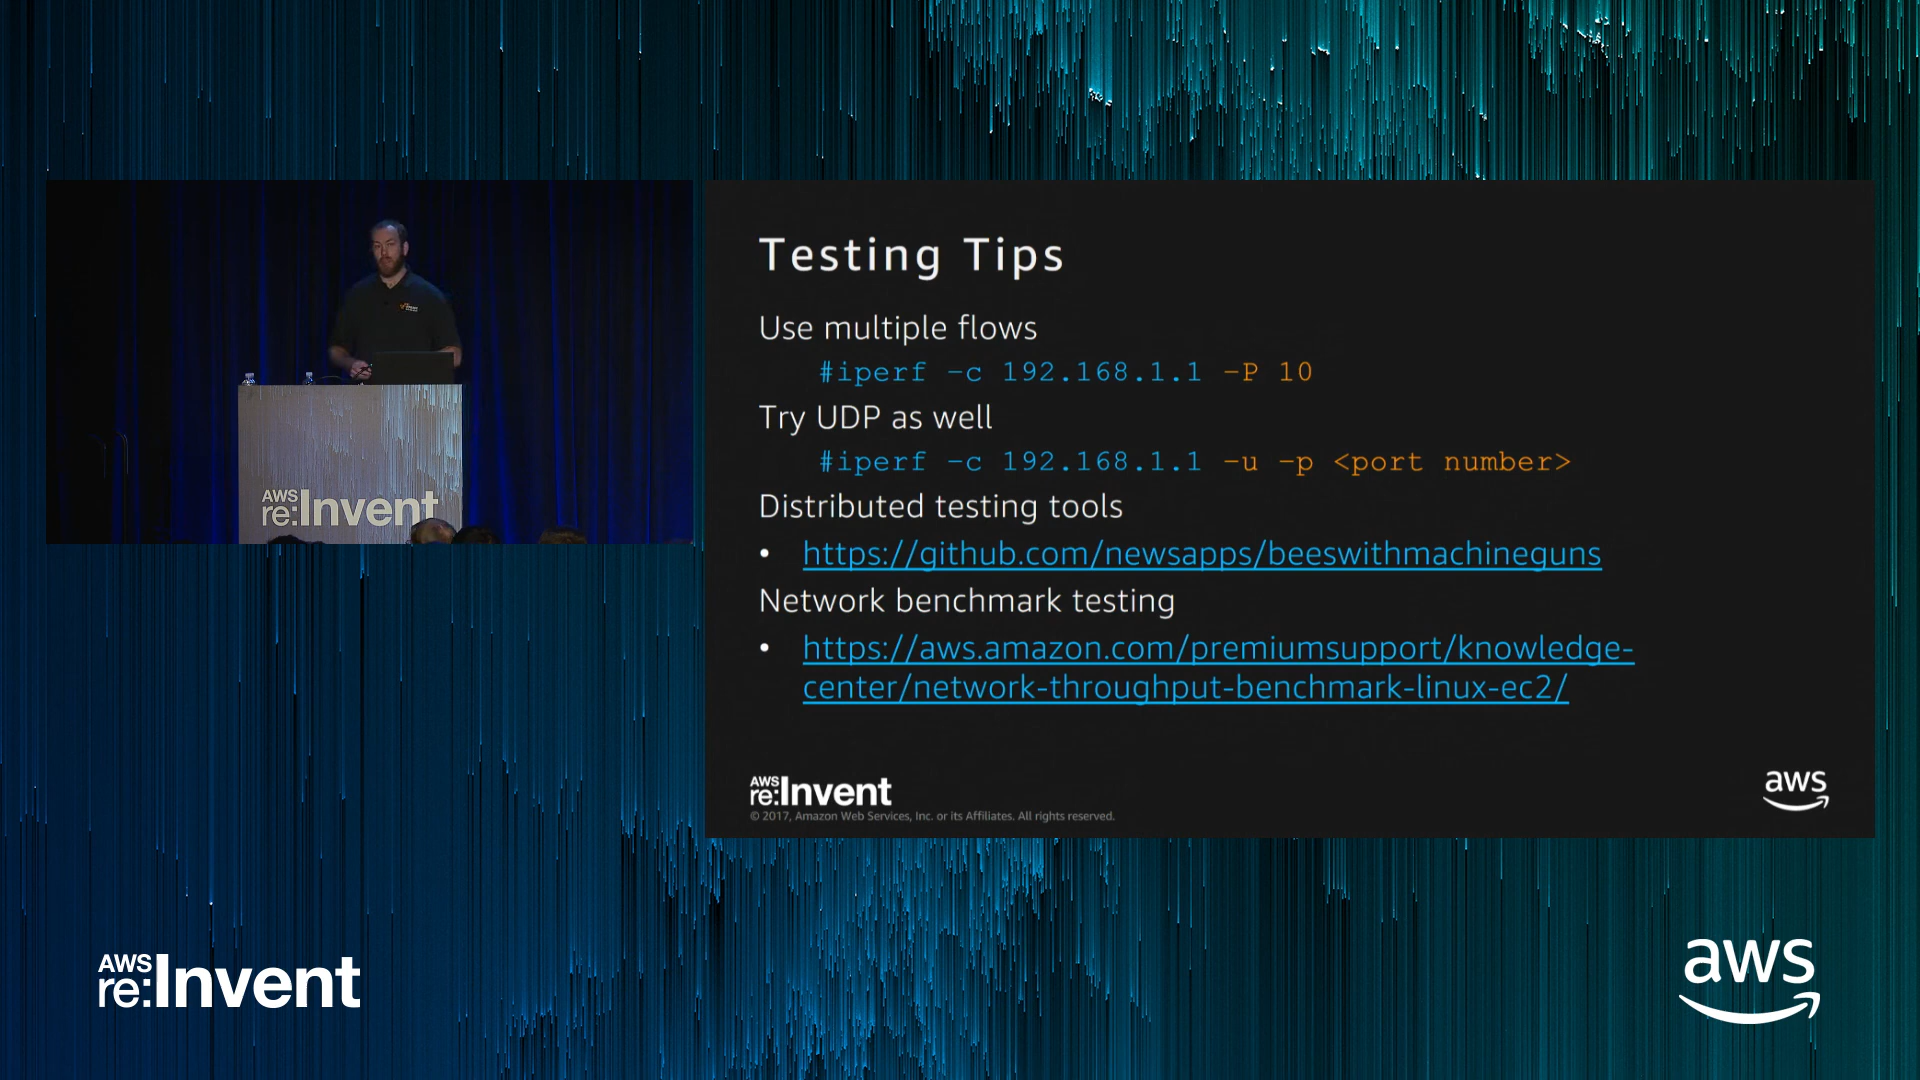 AWS
re:Invent
Testing Tips
Use multiple flows
#iperf -c 192.168.1.1 -P 10
Try UDP as well
#iperf -c 192.168.1.1 -u -p <port number>
Distributed testing tools
• https://github.com/newsapps/beeswithmachineguns
Network benchmark testing
• https://aws.amazon.com/premiumsupport/knowledge-
center/network-throughput-benchmark-linux-ec2/
AWS
re:Invent
© 2017, Amazon Web Services, Inc. or its Affiliates. All rights reserved.
aws
AWS
re:Invent
aws